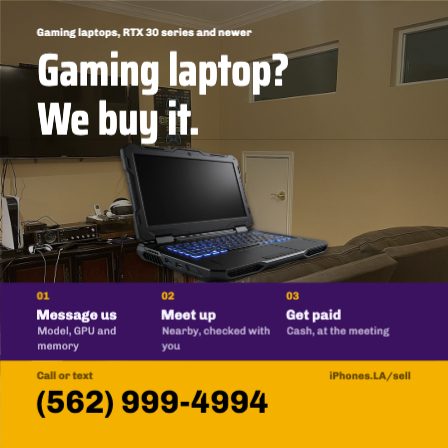 Gaming laptops, RTX 30 series and newer
Gaming laptop?
We buy it.
01
Message us
Model, GPU and
memory
02
Meet up
Nearby, checked with
you
03
Get paid
Cash, at the meeting
Call or text
iPhones.LA/sell
(562) 999-4994